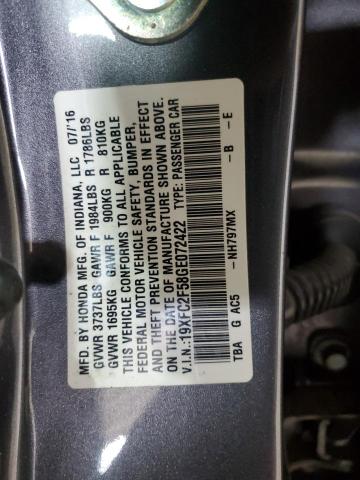 MFD. BY HONDA MFG. OF INDIANA, LLC 07/'16
GVWR 3737LBS GAWR F 1984LBS R 1786LBS
GVWR 1695KG GAWR F 900KG R 810KG
THIS VEHICLE CONFORMS TO ALL APPLICABLE
FEDERAL MOTOR VEHICLE SAFETY, BUMPER,
AND THEFT PREVENTION STANDARDS IN EFFECT
ON THE DATE OF MANUFACTURE SHOWN ABOVE.
V.I.N.:19XFC2F58GE072422 TYPE: PASSENGER CAR
NH797MX - B - E
TBA G AC5